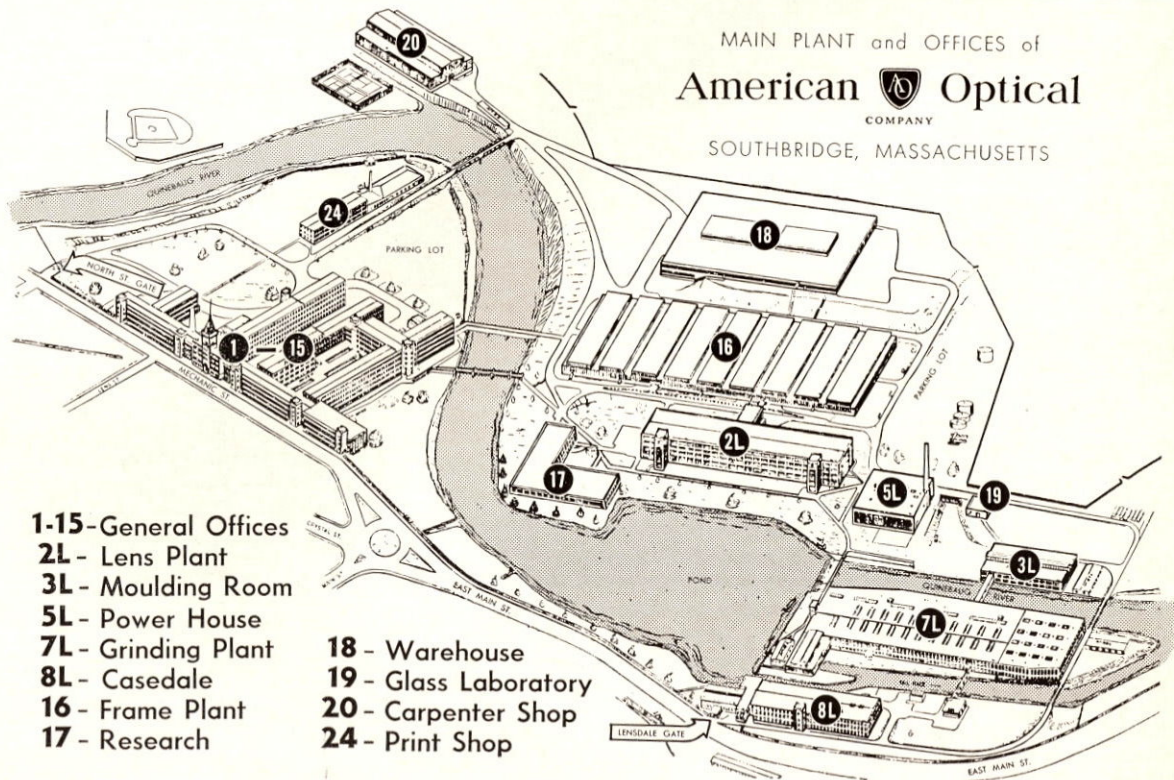 MAIN PLANT and OFFICES of
American AO Optical
COMPANY
SOUTHBRIDGE, MASSACHUSETTS
20
QUINEBAUG RIVER
24
PARKING LOT
18
NORTH ST. GATE
1 — 15
16
MECHANIC ST.
PARKING LOT
2L
17
5L
19
CRYSTAL ST.
3L
POND
QUINEBAUG RIVER
EAST MAIN ST.
7L
8L
LENSDALE GATE
EAST MAIN ST.
1-15 - General Offices
2L - Lens Plant
3L - Moulding Room
5L - Power House
7L - Grinding Plant
8L - Casedale
16 - Frame Plant
17 - Research
18 - Warehouse
19 - Glass Laboratory
20 - Carpenter Shop
24 - Print Shop